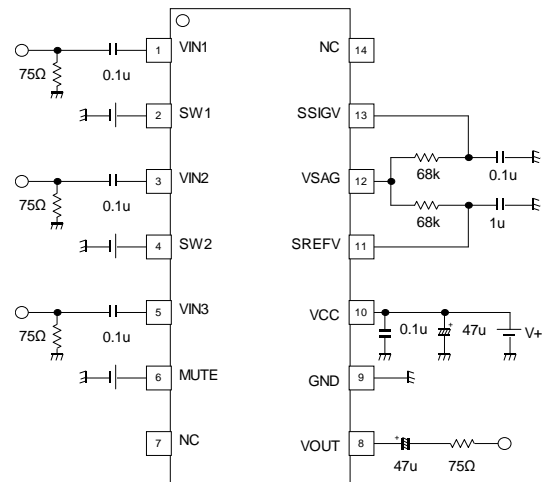 VIN1
1
75Ω
0.1u
SW1
2
VIN2
3
75Ω
0.1u
SW2
4
VIN3
5
75Ω
0.1u
MUTE
6
NC
7
NC
14
SSIGV
13
68k
0.1u
VSAG
12
68k
1u
SREFV
11
VCC
10
0.1u
+
47u
V+
GND
9
VOUT
8
+
47u
75Ω